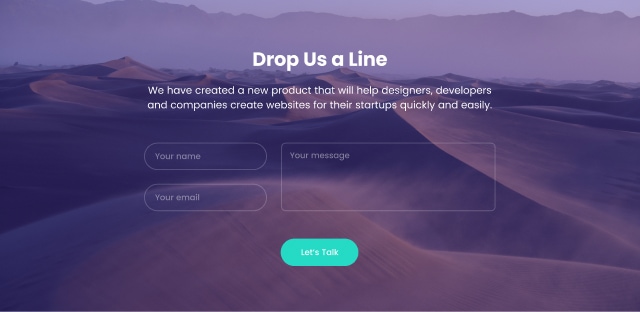 Drop Us a Line
We have created a new product that will help designers, developers
and companies create websites for their startups quickly and easily.
Your name
Your message
Your email
Let's Talk